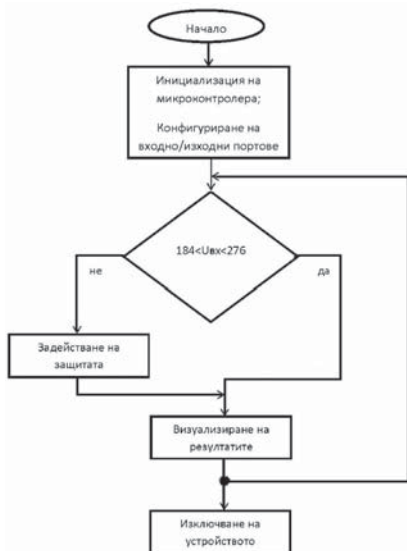 Начало
Инициализация на
микроконтролера;
Конфигуриране на
входно/изходни портове
184<Uвх<276
не
да
Задействане на
защитата
Визуализиране на
резултатите
Изключване на
устройството